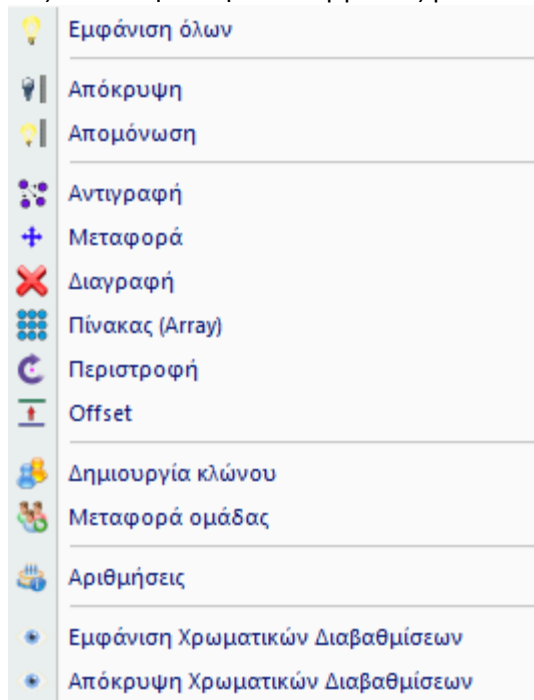 Εμφάνιση όλων
Απόκρυψη
Απομόνωση
Αντιγραφή
Μεταφορά
Διαγραφή
Πίνακας (Array)
Περιστροφή
Offset
Δημιουργία κλώνου
Μεταφορά ομάδας
Αριθμήσεις
Εμφάνιση Χρωματικών Διαβαθμίσεων
Απόκρυψη Χρωματικών Διαβαθμίσεων